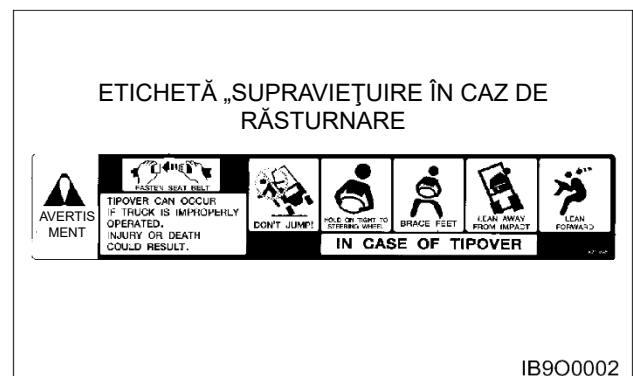 ETICHETĂ „SUPRAVIEŢUIRE ÎN CAZ DE
RĂSTURNARE
AVERTIS
MENT
FASTEN SEAT BELT
TIPOVER CAN OCCUR
IF TRUCK IS IMPROPERLY
OPERATED.
INJURY OR DEATH
COULD RESULT.
DON'T JUMP!
HOLD ON TIGHT TO
STEERING WHEEL
BRACE FEET
LEAN AWAY
FROM IMPACT
LEAN
FORWARD
IN CASE OF TIPOVER
IB9O0002